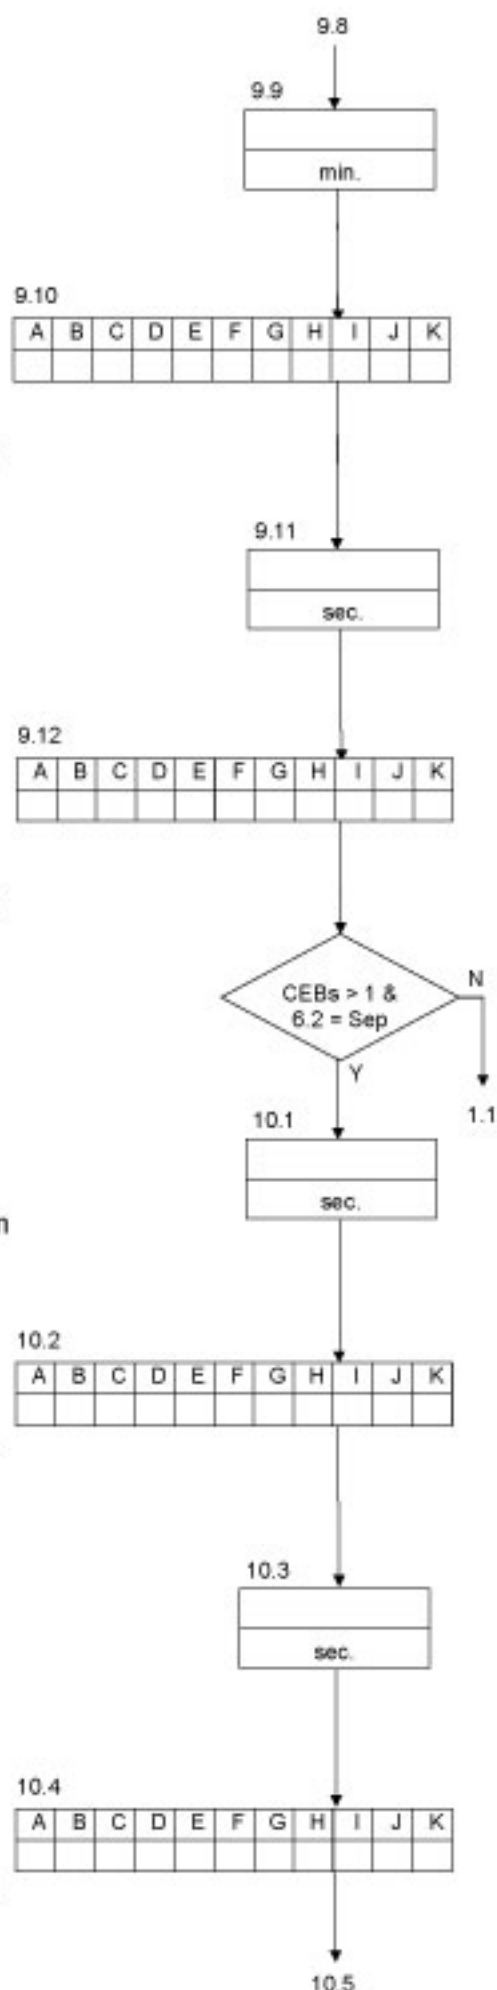 9.8
9.9
min.
9.10
A B C D E F G H I J K
9.11
sec.
9.12
A B C D E F G H I J K
CEBs > 1 &
6.2 = Sep
N
Y
1.1
10.1
sec.
n
10.2
A B C D E F G H I J K
10.3
sec.
10.4
A B C D E F G H I J K
10.5